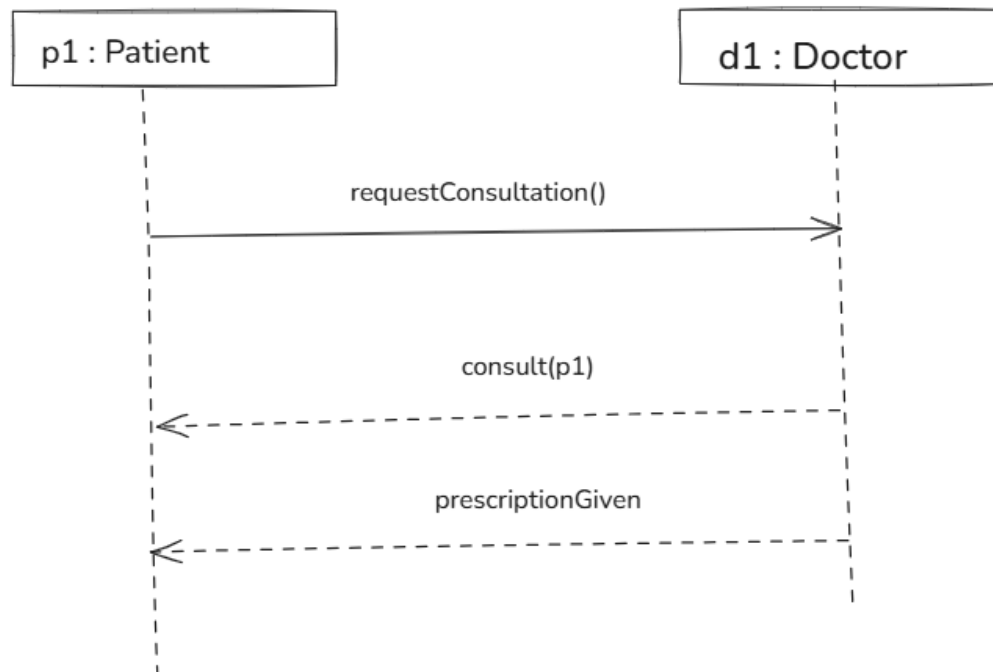 p1 : Patient
d1 : Doctor
requestConsultation()
consult(p1)
prescriptionGiven